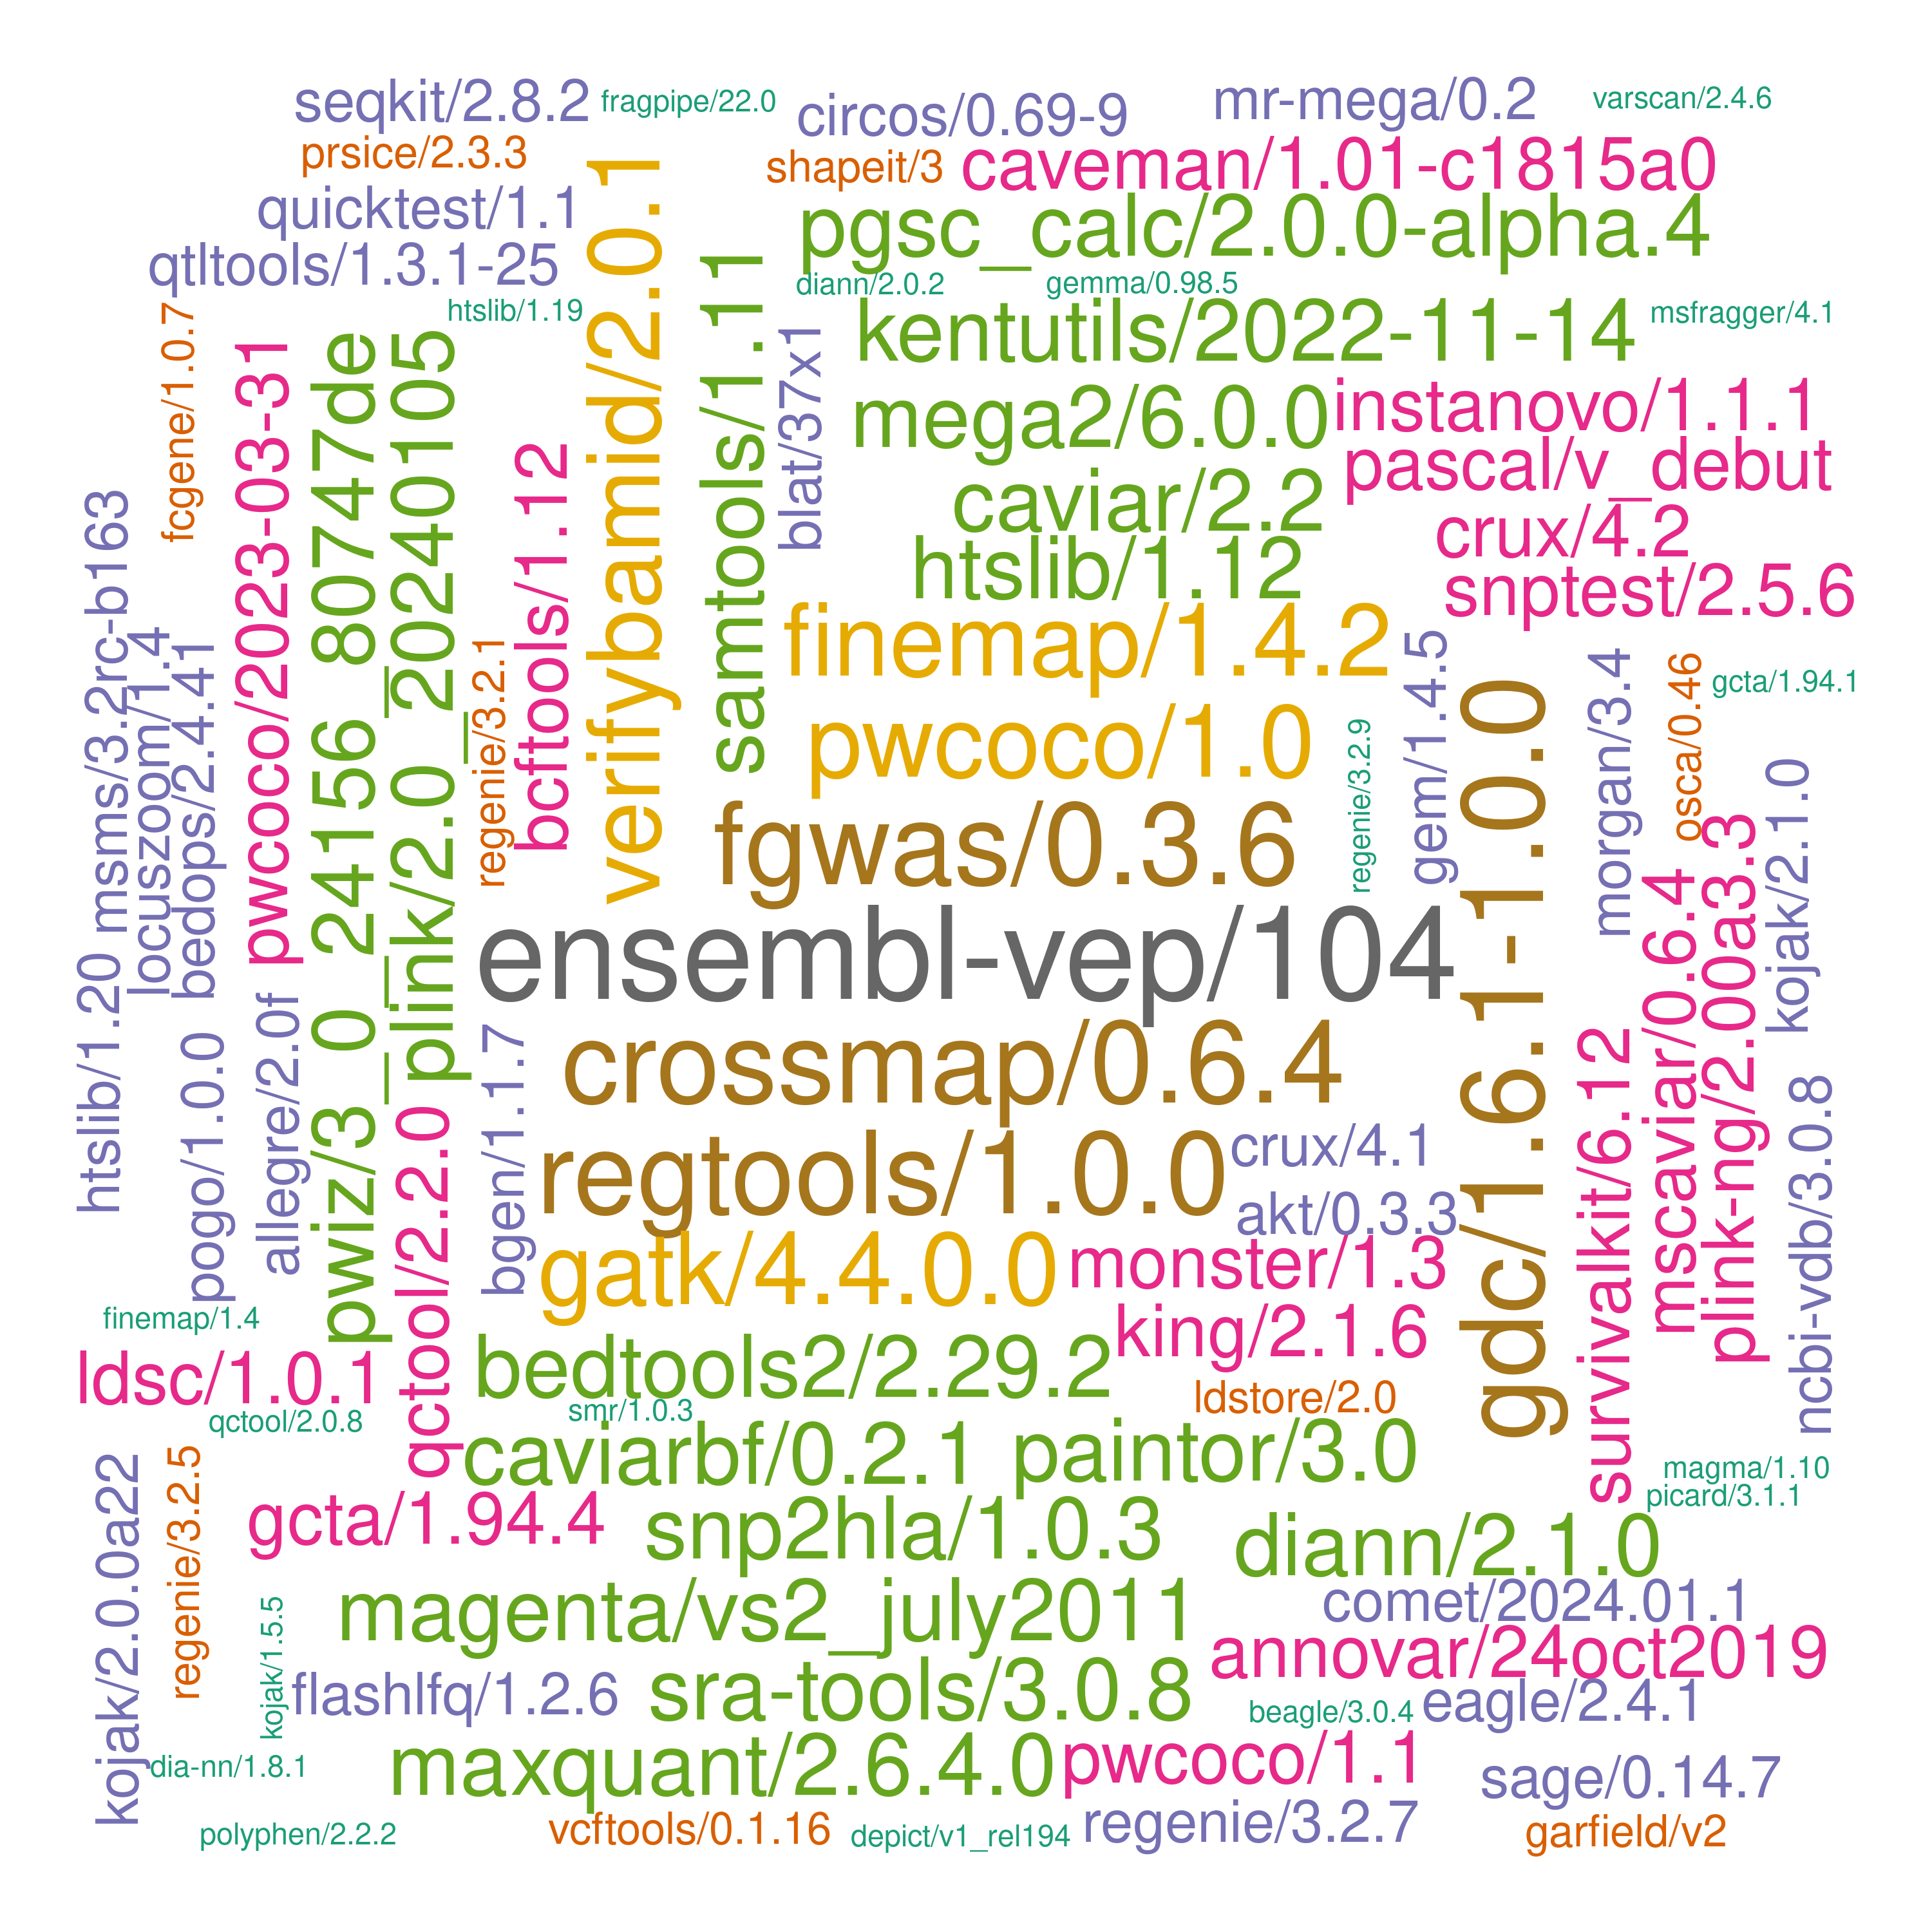 seqkit/2.8.2
fragpipe/22.0
circos/0.69-9
mr-mega/0.2
varscan/2.4.6
prsice/2.3.3
shapeit/3
caveman/1.01-c1815a0
quicktest/1.1
pgsc_calc/2.0.0-alpha.4
qtltools/1.3.1-25
diann/2.0.2
gemma/0.98.5
htslib/1.19
kentutils/2022-11-14
msfragger/4.1
fcgene/1.0.7
pwcoco/2023-03-31
pwiz/3_0_24156_80747de
plink/2.0_20240105
verifybamid/2.0.1
samtools/1.11
blat/37x1
mega2/6.0.0
instanovo/1.1.1
pascal/v_debut
caviar/2.2
crux/4.2
htslib/1.12
snptest/2.5.6
bcftools/1.12
msms/3.2rc-b163
locuszoom/1.4
bedops/2.4.41
regenie/3.2.1
finemap/1.4.2
pwcoco/1.0
regenie/3.2.9
gem/1.4.5
gdc/1.6.1-1.0.0
morgan/3.4
osca/0.46
gcta/1.94.1
fgwas/0.3.6
ensembl-vep/104
mscaviar/0.6.4
plink-ng/2.00a3.3
kojak/2.1.0
htslib/1.20
pogo/1.0.0
allegre/2.0f
qctool/2.2.0
bgen/1.1.7
crossmap/0.6.4
survivalkit/6.12
ncbi-vdb/3.0.8
regtools/1.0.0
crux/4.1
akt/0.3.3
gatk/4.4.0.0
monster/1.3
finemap/1.4
king/2.1.6
ldsc/1.0.1
bedtools2/2.29.2
ldstore/2.0
qctool/2.0.8
smr/1.0.3
caviarbf/0.2.1
paintor/3.0
magma/1.10
picard/3.1.1
kojak/2.0.0a22
regenie/3.2.5
gcta/1.94.4
snp2hla/1.0.3
diann/2.1.0
kojak/1.5.5
magenta/vs2_july2011
comet/2024.01.1
annovar/24oct2019
flashlfq/1.2.6
sra-tools/3.0.8
beagle/3.0.4
eagle/2.4.1
dia-nn/1.8.1
maxquant/2.6.4.0
pwcoco/1.1
sage/0.14.7
polyphen/2.2.2
vcftools/0.1.16
depict/v1_rel194
regenie/3.2.7
garfield/v2